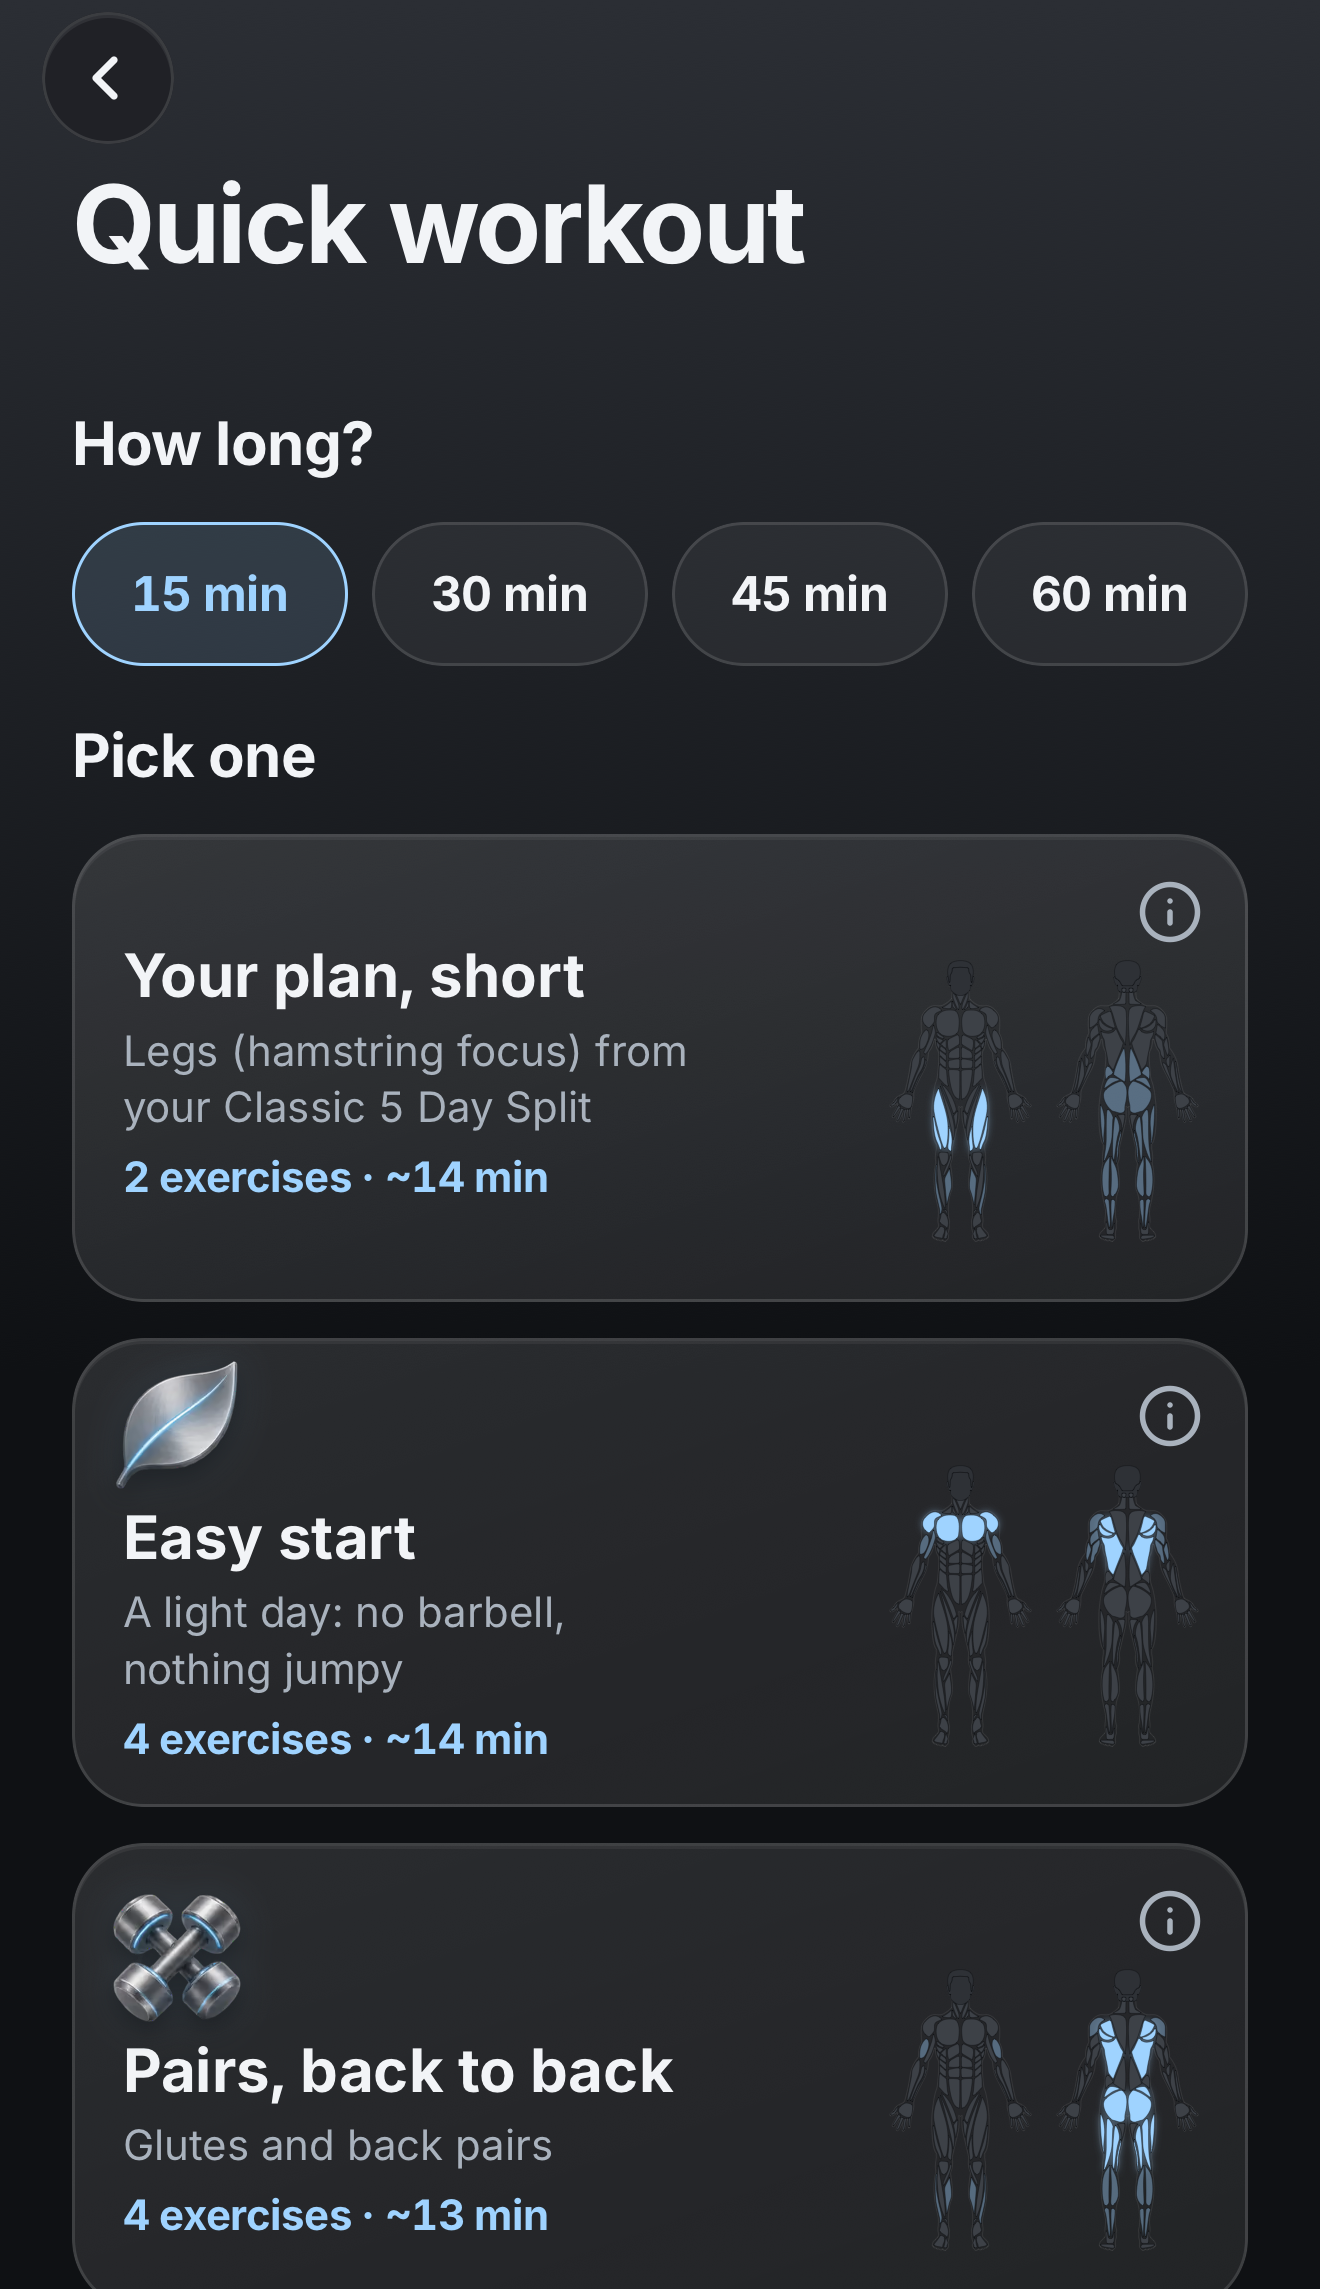 Quick workout
How long?
15 min
30 min
45 min
60 min
Pick one
Your plan, short
Legs (hamstring focus) from
your Classic 5 Day Split
2 exercises · ~14 min
Easy start
A light day: no barbell,
nothing jumpy
4 exercises · ~14 min
Pairs, back to back
Glutes and back pairs
4 exercises · ~13 min